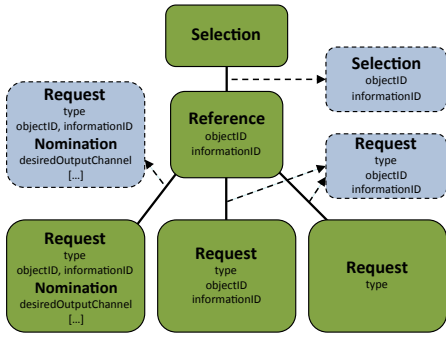 Selection
Selection
objectID
informationID
Request
type
objectID, informationID
Nomination
desiredOutputChannel
[...]
Reference
objectID
informationID
Request
type
objectID
informationID
Request
type
objectID, informationID
Nomination
desiredOutputChannel
[...]
Request
type
objectID
informationID
Request
type